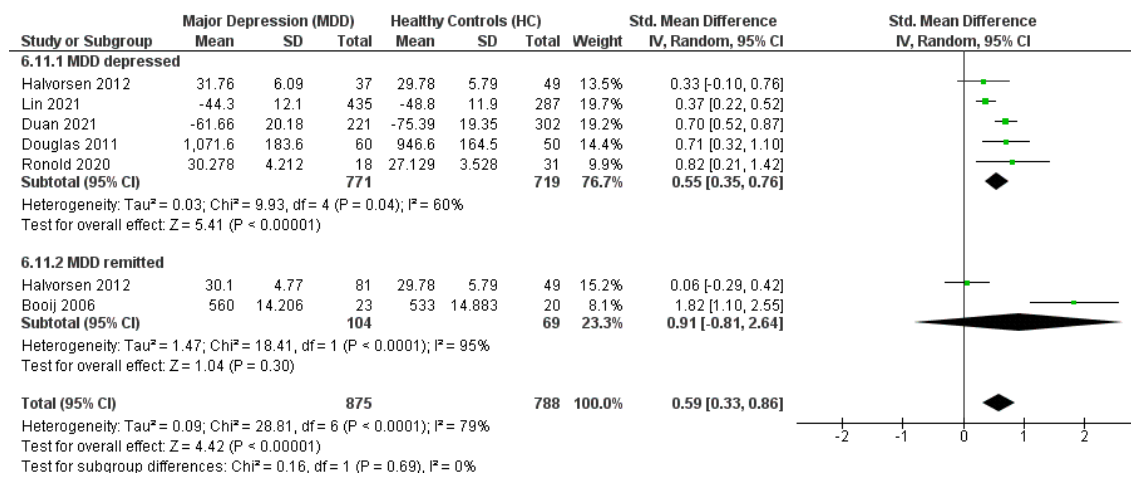 Major Depression (MDD) Healthy Controls (HC) Std. Mean Difference Std. Mean Difference
Study or Subgroup Mean SD Total Mean SD Total Weight IV, Random, 95% CI IV, Random, 95% CI
6.11.1 MDD depressed
Halvorsen 2012 31.76 6.09 37 29.78 5.79 49 13.5% 0.33 [-0.10, 0.76]
Lin 2021 -44.3 12.1 435 -48.8 11.9 287 19.7% 0.37 [0.22, 0.52]
Duan 2021 -61.66 20.18 221 -75.39 19.35 302 19.2% 0.70 [0.52, 0.87]
Douglas 2011 1,071.6 183.6 60 946.6 164.5 50 14.4% 0.71 [0.32, 1.10]
Ronold 2020 30.278 4.212 18 27.129 3.528 31 9.9% 0.82 [0.21, 1.42]
Subtotal (95% CI) 771 719 76.7% 0.55 [0.35, 0.76]
Heterogeneity: Tau² = 0.03; Chi² = 9.93, df = 4 (P = 0.04); I² = 60%
Test for overall effect: Z = 5.41 (P < 0.00001)
6.11.2 MDD remitted
Halvorsen 2012 30.1 4.77 81 29.78 5.79 49 15.2% 0.06 [-0.29, 0.42]
Booij 2006 560 14.206 23 533 14.883 20 8.1% 1.82 [1.10, 2.55]
Subtotal (95% CI) 104 69 23.3% 0.91 [-0.81, 2.64]
Heterogeneity: Tau² = 1.47; Chi² = 18.41, df = 1 (P < 0.0001); I² = 95%
Test for overall effect: Z = 1.04 (P = 0.30)
Total (95% CI) 875 788 100.0% 0.59 [0.33, 0.86]
Heterogeneity: Tau² = 0.09; Chi² = 28.81, df = 6 (P < 0.0001); I² = 79%
Test for overall effect: Z = 4.42 (P < 0.00001)
Test for subgroup differences: Chi² = 0.16, df = 1 (P = 0.69), I² = 0%
-2 -1 0 1 2